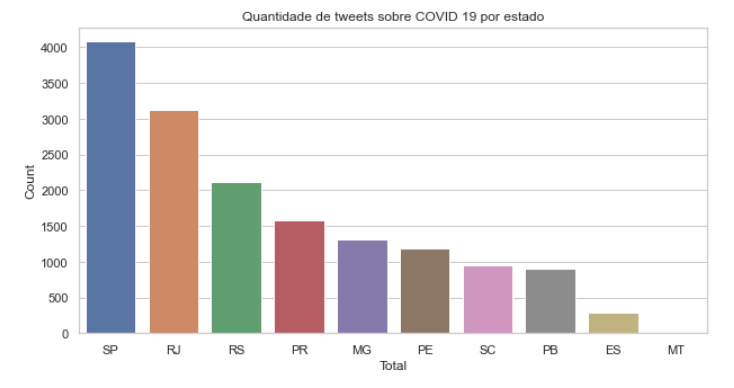 Quantidade de tweets sobre COVID 19 por estado
4000
3500
3000
2500
2000
1500
1000
500
0
Count
SP RJ RS PR MG PE SC PB ES MT
Total